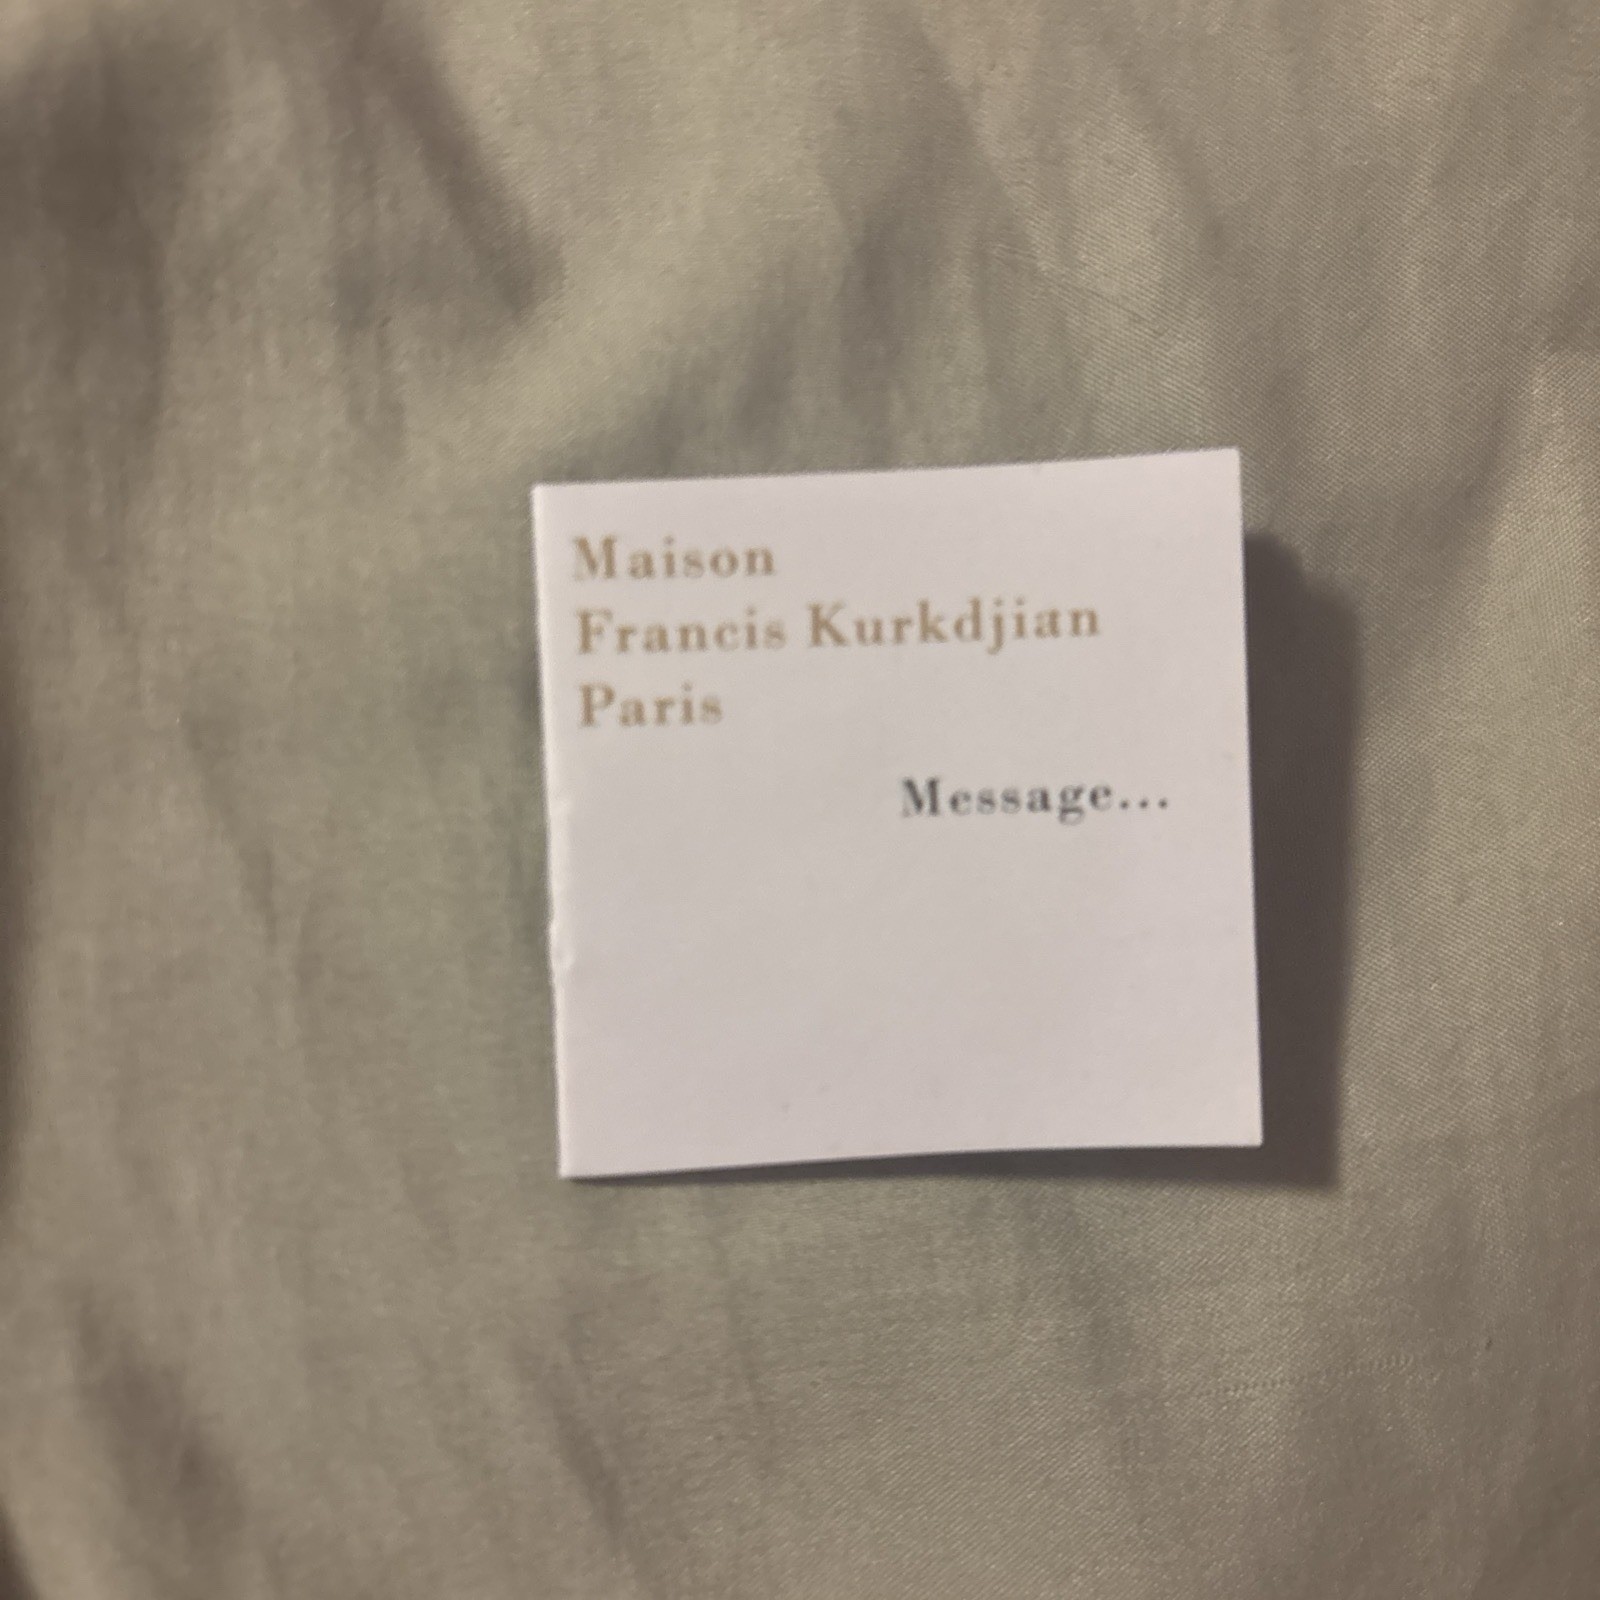 Maison
Francis Kurkdjian
Paris
Message...